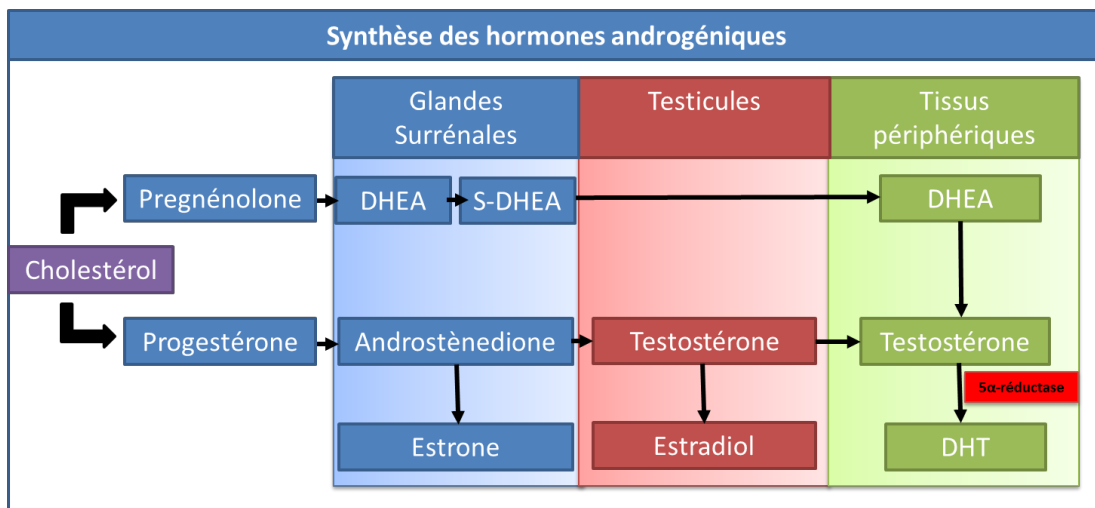 Synthèse des hormones androgéniques
Glandes
Surrénales
Testicules
Tissus
périphériques
Pregnénolone
DHEA
S-DHEA
DHEA
Cholestérol
Progestérone
Androstènedione
Testostérone
Testostérone
5α-réductase
Estrone
Estradiol
DHT